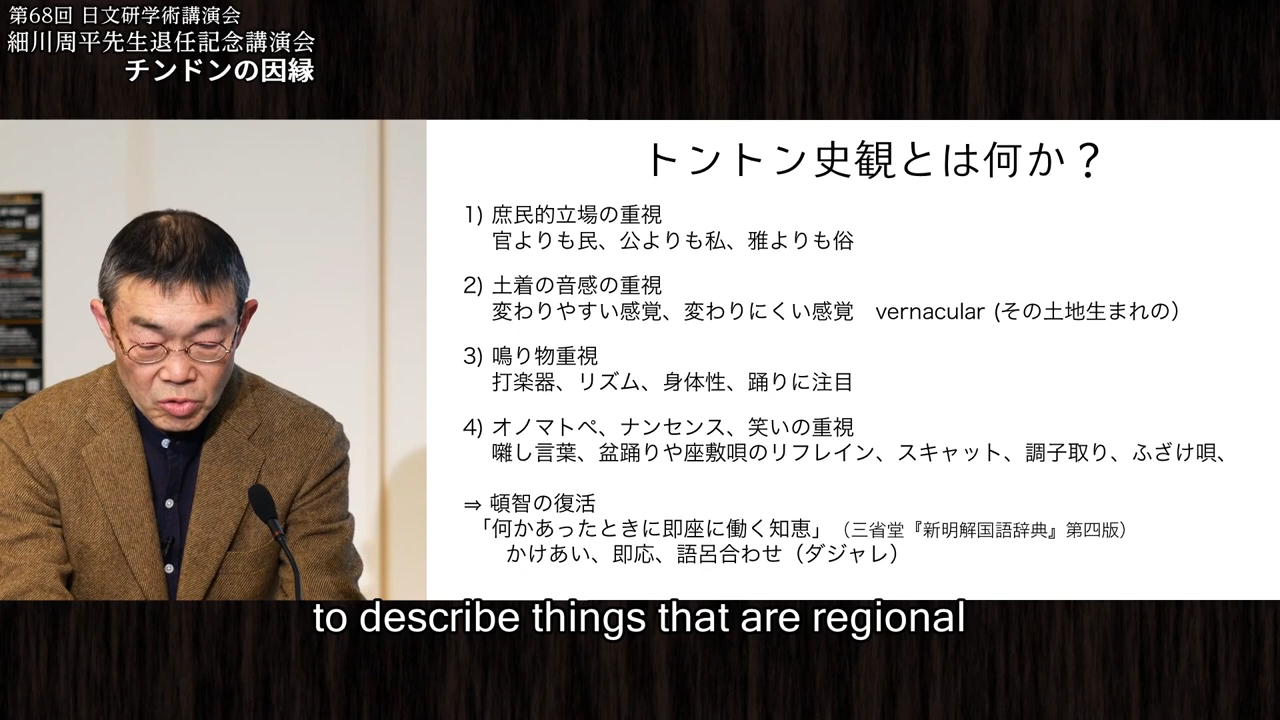 第68回 日文研学術講演会
細川周平先生退任記念講演会
チンドンの因縁
トントン史観とは何か？
1) 庶民的立場の重視
官よりも民、公よりも私、雅よりも俗
2) 土着の音感の重視
変わりやすい感覚、変わりにくい感覚　vernacular (その土地生まれの）
3) 鳴り物重視
打楽器、リズム、身体性、踊りに注目
4) オノマトペ、ナンセンス、笑いの重視
囃し言葉、盆踊りや座敷唄のリフレイン、スキャット、調子取り、ふざけ唄、
⇒ 頓智の復活
「何かあったときに即座に働く知恵」（三省堂『新明解国語辞典』第四版）
かけあい、即応、語呂合わせ（ダジャレ）
to describe things that are regional